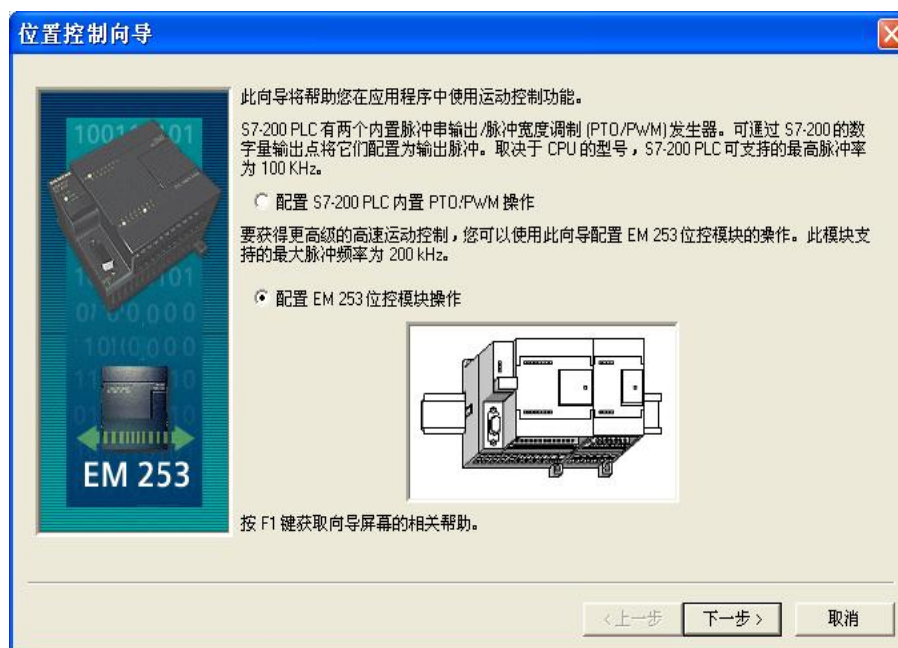 位置控制向导
此向导将帮助您在应用程序中使用运动控制功能。
S7-200 PLC 有两个内置脉冲串输出/脉冲宽度调制 (PTO/PWM) 发生器。可通过 S7-200 的数
字量输出点将它们配置为输出脉冲。取决于 CPU 的型号，S7-200 PLC 可支持的最高脉冲率
为 100 KHz。
配置 S7-200 PLC 内置 PTO/PWM 操作
要获得更高级的高速运动控制，您可以使用此向导配置 EM 253 位控模块的操作。此模块支
持的最大脉冲频率为 200 kHz。
配置 EM 253 位控模块操作
EM 253
按 F1 键获取向导屏幕的相关帮助。
<上一步
下一步>
取消